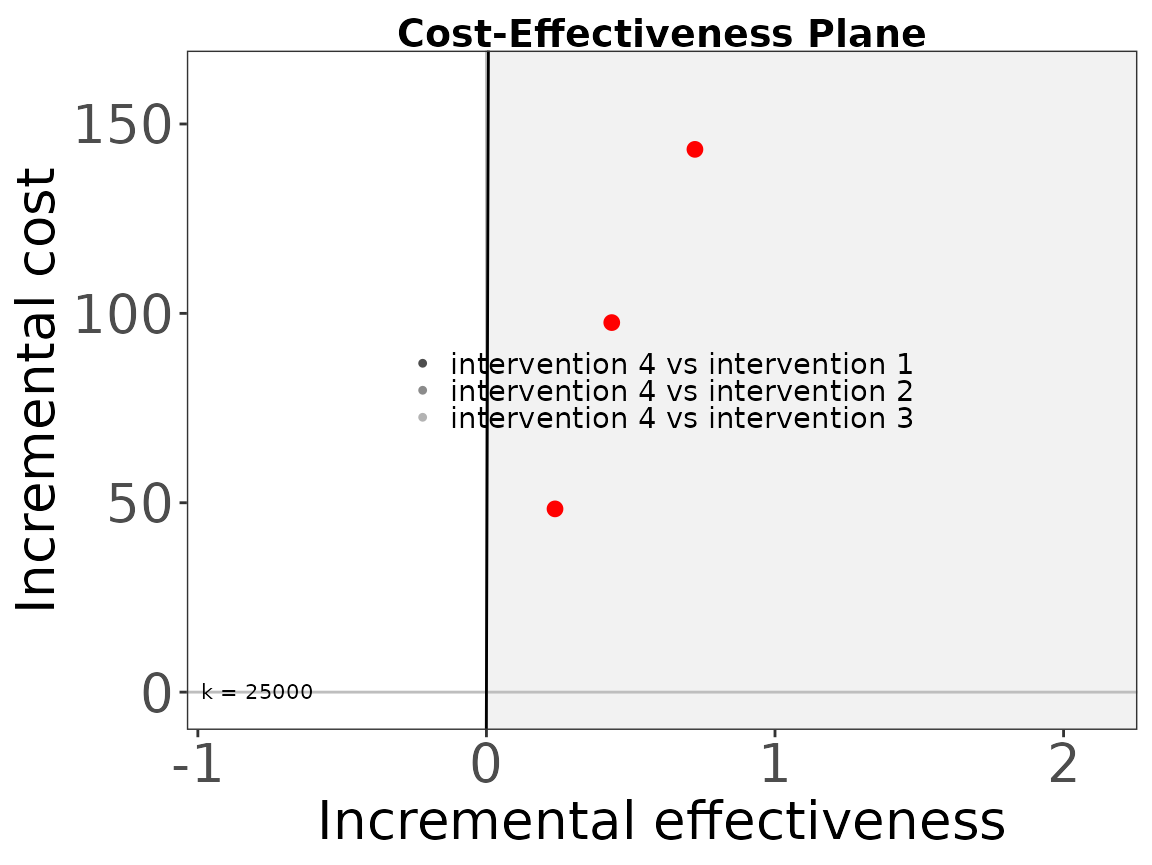 Cost-Effectiveness Plane
Incremental cost
150
100
50
0
intervention 4 vs intervention 1
intervention 4 vs intervention 2
intervention 4 vs intervention 3
k = 25000
-1 0 1 2
Incremental effectiveness